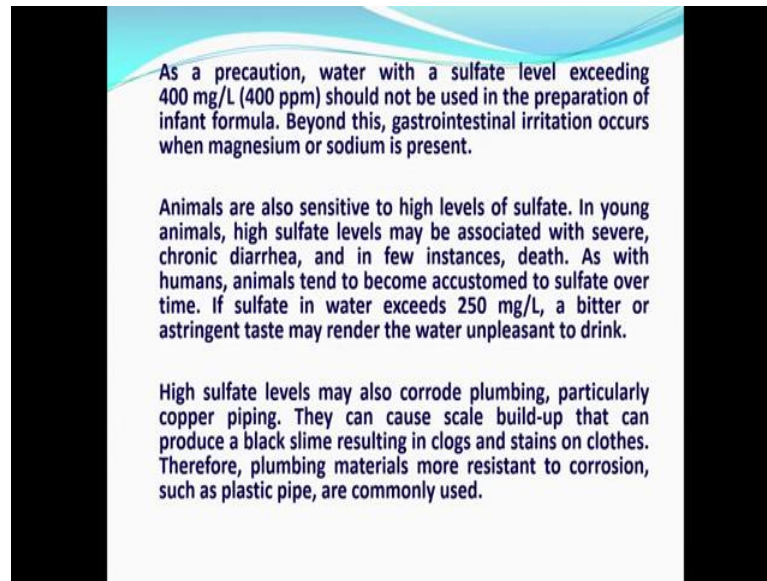 As a precaution, water with a sulfate level exceeding
400 mg/L (400 ppm) should not be used in the preparation of
infant formula. Beyond this, gastrointestinal irritation occurs
when magnesium or sodium is present.
Animals are also sensitive to high levels of sulfate. In young
animals, high sulfate levels may be associated with severe,
chronic diarrhea, and in few instances, death. As with
humans, animals tend to become accustomed to sulfate over
time. If sulfate in water exceeds 250 mg/L, a bitter or
astringent taste may render the water unpleasant to drink.
High sulfate levels may also corrode plumbing, particularly
copper piping. They can cause scale build-up that can
produce a black slime resulting in clogs and stains on clothes.
Therefore, plumbing materials more resistant to corrosion,
such as plastic pipe, are commonly used.